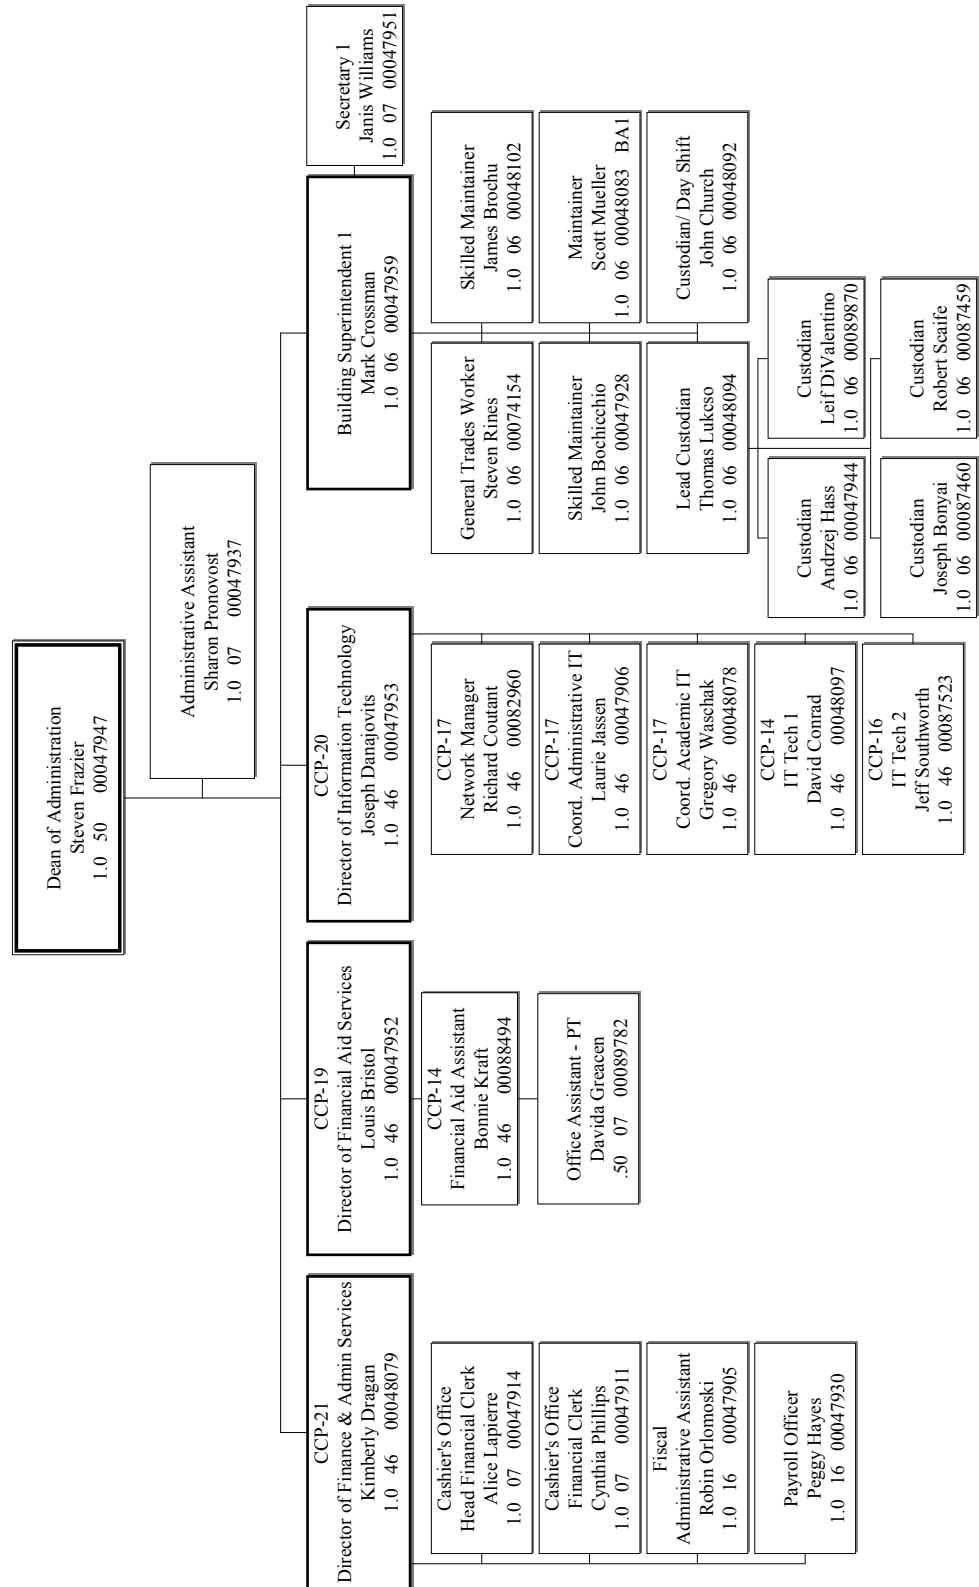 Dean of Administration
Steven Frazier
1.0 50 00047947
Administrative Assistant
Sharon Pronovost
1.0 07 00047937
CCP-21
Director of Finance & Admin Services
Kimberly Dragan
1.0 46 00048079
Cashier's Office
Head Financial Clerk
Alice Lapierre
1.0 07 00047914
Cashier's Office
Financial Clerk
Cynthia Phillips
1.0 07 00047911
Fiscal
Administrative Assistant
Robin Orlomoski
1.0 16 00047905
Payroll Officer
Peggy Hayes
1.0 16 00047930
CCP-19
Director of Financial Aid Services
Louis Bristol
1.0 46 00047952
CCP-14
Financial Aid Assistant
Bonnie Kraft
1.0 46 00088494
Office Assistant - PT
Davida Greacen
.50 07 00089782
CCP-20
Director of Information Technology
Joseph Danajovits
1.0 46 00047953
CCP-17
Network Manager
Richard Coutant
1.0 46 00082960
CCP-17
Coord. Administrative IT
Laurie Jassen
1.0 46 00047906
CCP-17
Coord. Academic IT
Gregory Waschak
1.0 46 00048078
CCP-14
IT Tech 1
David Conrad
1.0 46 00048097
CCP-16
IT Tech 2
Jeff Southworth
1.0 46 00087523
Building Superintendent 1
Mark Crossman
1.0 06 00047959
Secretary 1
Janis Williams
1.0 07 00047951
General Trades Worker
Steven Rines
1.0 06 00074154
Skilled Maintainer
James Brochu
1.0 06 00048102
Skilled Maintainer
John Bochicchio
1.0 06 00047928
Maintainer
Scott Mueller
1.0 06 00048083 BA1
Lead Custodian
Thomas Lukcso
1.0 06 00048094
Custodian/ Day Shift
John Church
1.0 06 00048092
Custodian
Andrzej Hass
1.0 06 00047944
Custodian
Leif DiValentino
1.0 06 00089870
Custodian
Joseph Bonyai
1.0 06 00087460
Custodian
Robert Scaife
1.0 06 00087459